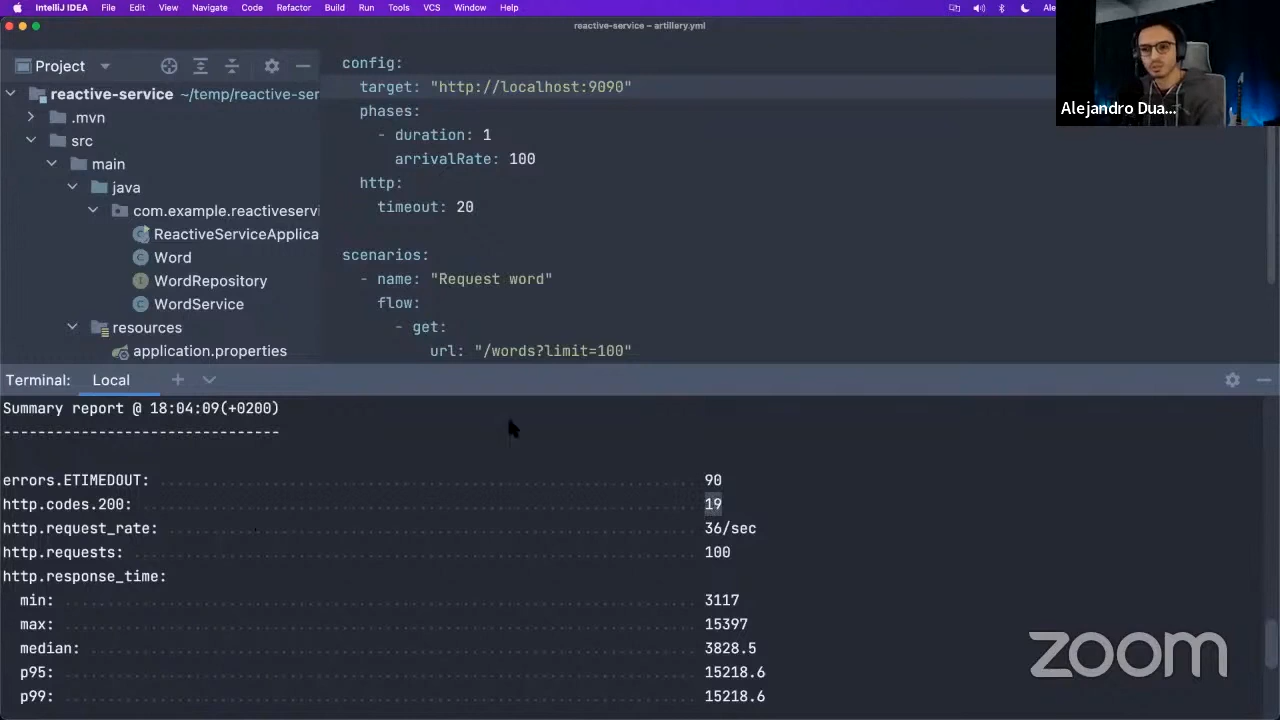 IntelliJ IDEA File Edit View Navigate Code Refactor Build Run Tools VCS Window Help Ale
reactive-service – artillery.yml
Alejandro Dua...
Project
reactive-service ~/temp/reactive-ser
.mvn
src
main
java
com.example.reactiveservi
ReactiveServiceApplica
Word
WordRepository
WordService
resources
application.properties
config:
target: "http://localhost:9090"
phases:
- duration: 1
arrivalRate: 100
http:
timeout: 20
scenarios:
- name: "Request word"
flow:
- get:
url: "/words?limit=100"
Terminal: Local
Summary report @ 18:04:09(+0200)
--------------------------------
errors.ETIMEDOUT: 90
http.codes.200: 19
http.request_rate: 36/sec
http.requests: 100
http.response_time:
min: 3117
max: 15397
median: 3828.5
p95: 15218.6
p99: 15218.6
zoom